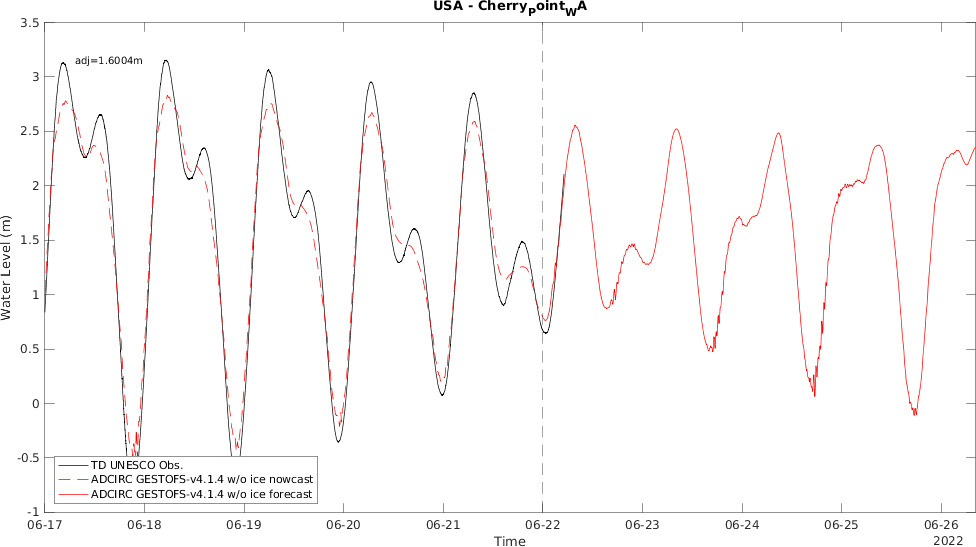 USA - CherryPointWA
3.5
adj=1.6004m
3
2.5
2
1.5
1
0.5
0
-0.5
-1
Water Level (m)
TD UNESCO Obs.
ADCIRC GESTOFS-v4.1.4 w/o ice nowcast
ADCIRC GESTOFS-v4.1.4 w/o ice forecast
06-17 06-18 06-19 06-20 06-21 06-22 06-23 06-24 06-25 06-26
Time 2022